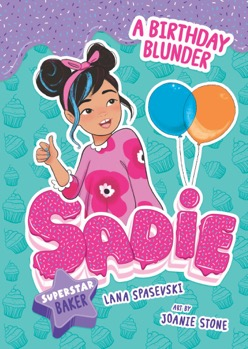 A BIRTHDAY
BLUNDER
SADIE
SUPERSTAR
BAKER
LANA SPASEVSKI
ART BY
JOANIE STONE